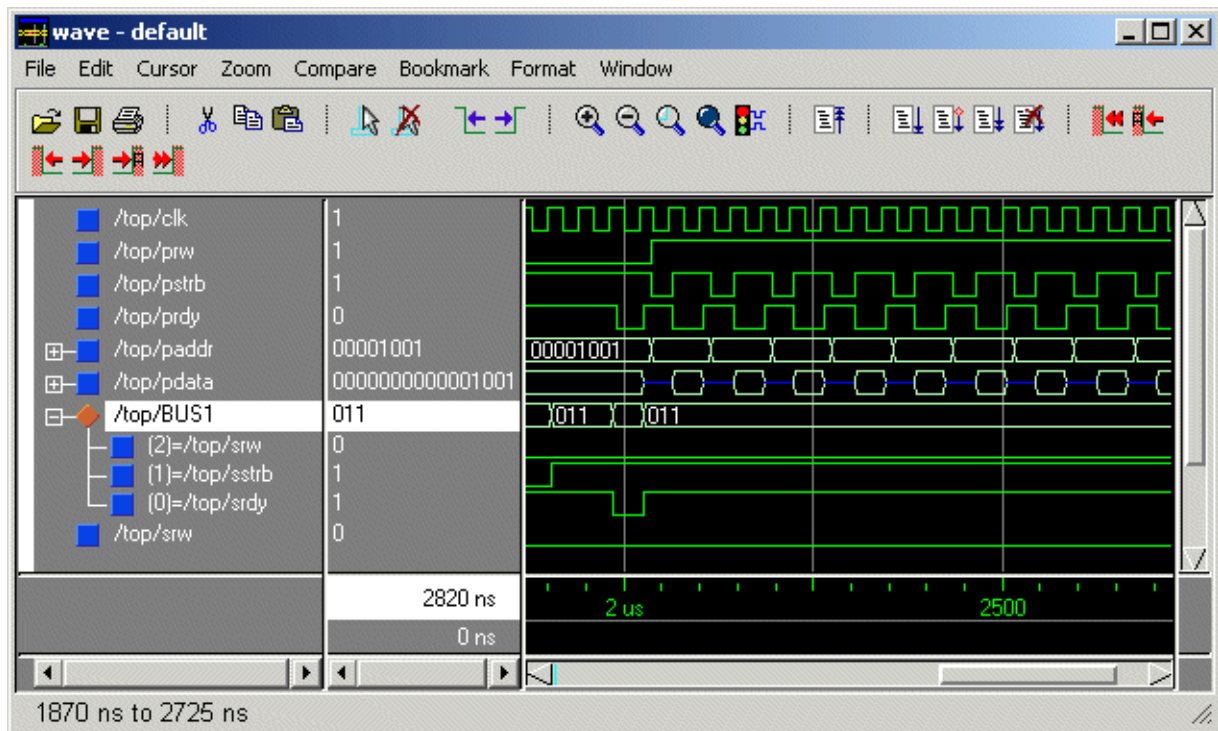 wave - default
File Edit Cursor Zoom Compare Bookmark Format Window
/top/clk 1
/top/prw 1
/top/pstrb 1
/top/prdy 0
/top/paddr 00001001 00001001
/top/pdata 0000000000001001
/top/BUS1 011 011 011
(2)=/top/srw 0
(1)=/top/sstrb 1
(0)=/top/srdy 1
/top/srw 0
2820 ns 2 us 2500
0 ns
1870 ns to 2725 ns